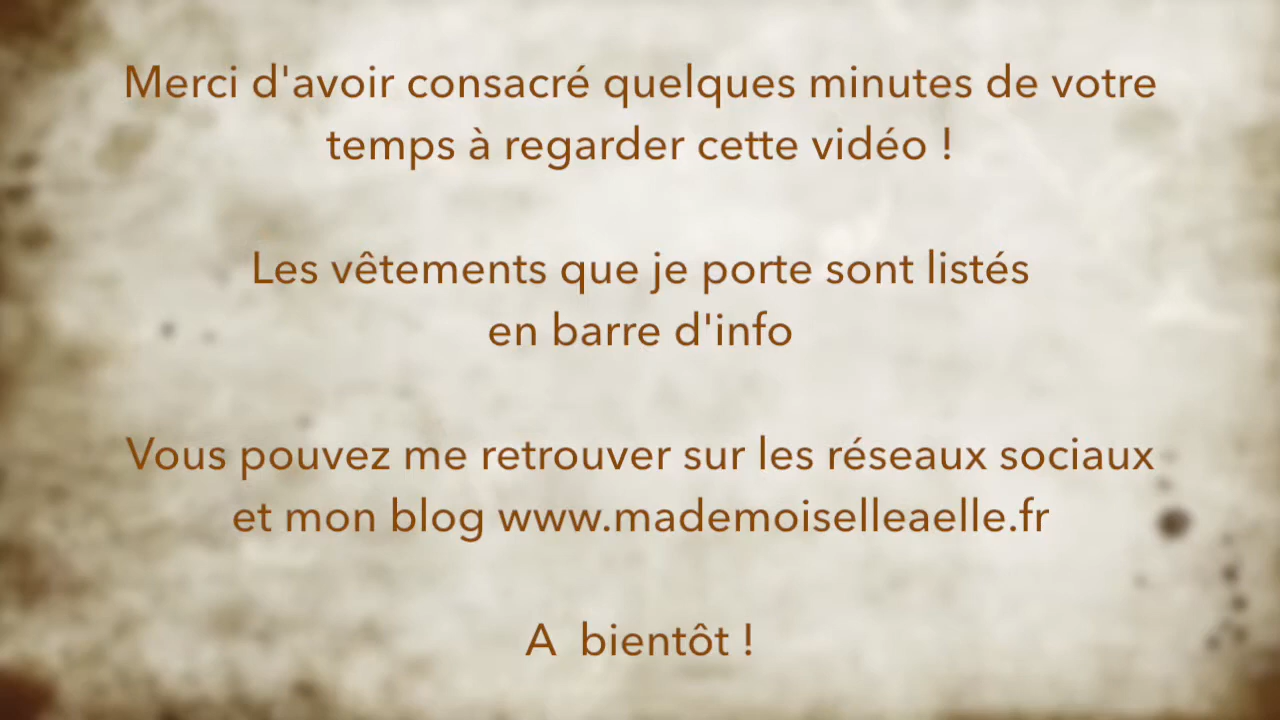 Merci d'avoir consacré quelques minutes de votre
temps à regarder cette vidéo !
Les vêtements que je porte sont listés
en barre d'info
Vous pouvez me retrouver sur les réseaux sociaux
et mon blog www.mademoiselleaelle.fr
A  bientôt !